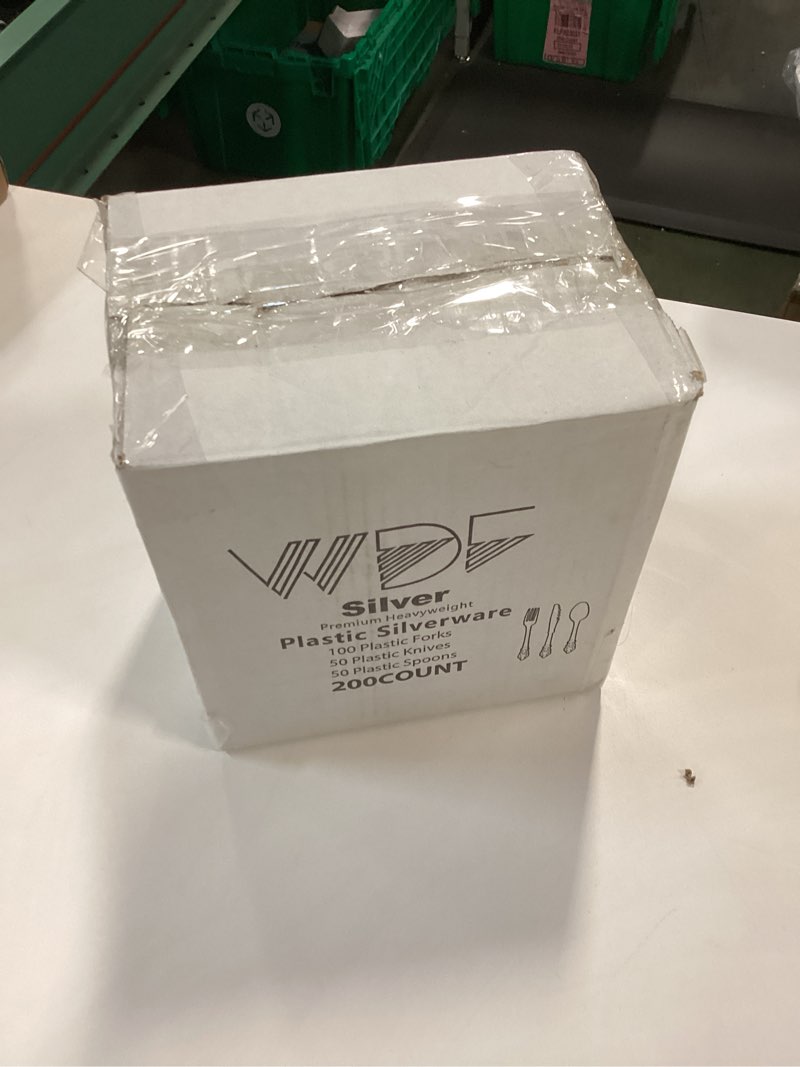 WDF
Silver
Premium Heavyweight
Plastic Silverware
100 Plastic Forks
50 Plastic Knives
50 Plastic Spoons
200COUNT